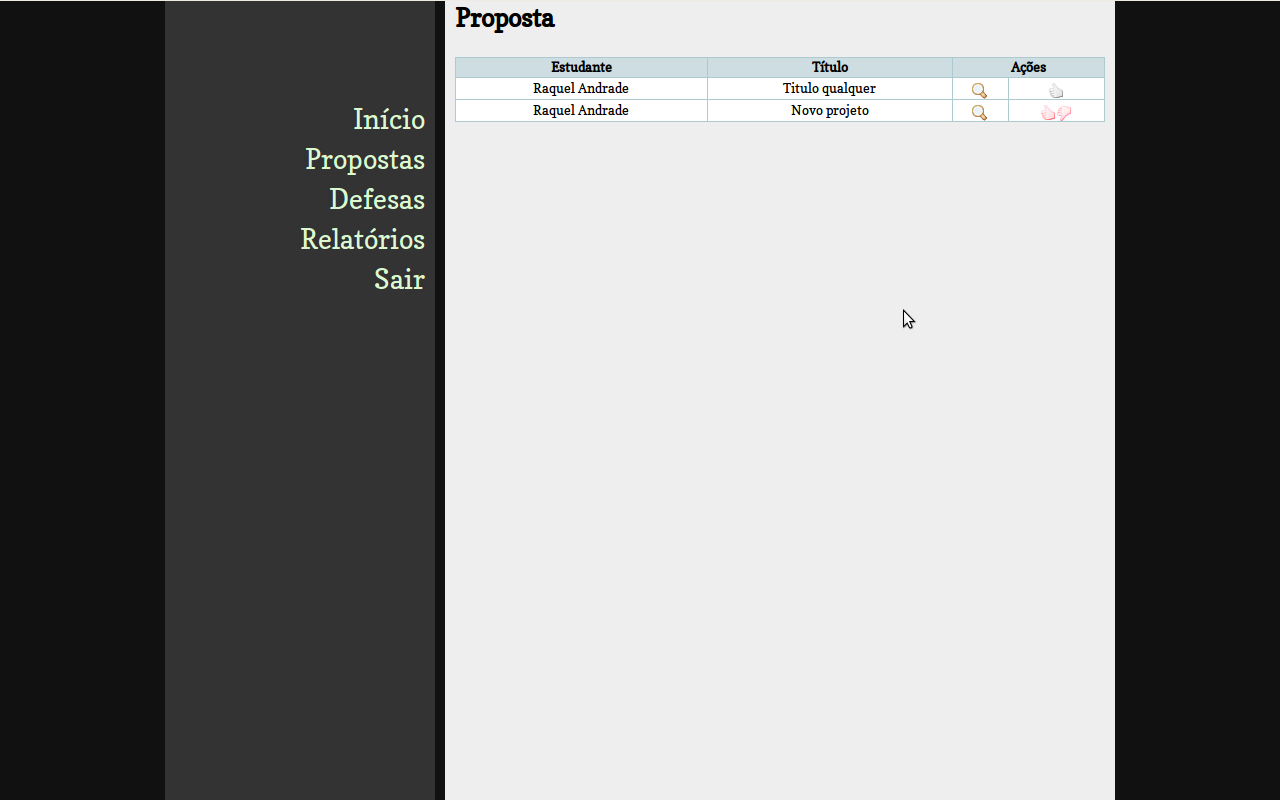 Proposta
Início
Propostas
Defesas
Relatórios
Sair
Estudante Título Ações
Raquel Andrade Titulo qualquer
Raquel Andrade Novo projeto